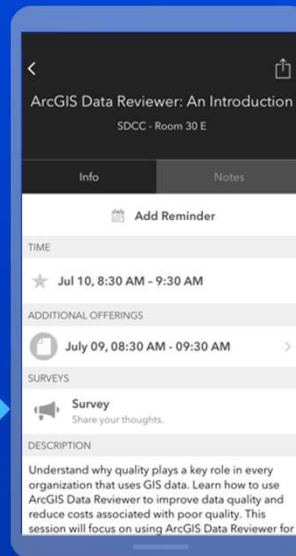 ArcGIS Data Reviewer: An Introduction
SDCC - Room 30 E
Info
Notes
Add Reminder
TIME
Jul 10, 8:30 AM - 9:30 AM
ADDITIONAL OFFERINGS
July 09, 08:30 AM - 09:30 AM
SURVEYS
Survey
Share your thoughts.
DESCRIPTION
Understand why quality plays a key role in every
organization that uses GIS data. Learn how to use
ArcGIS Data Reviewer to improve data quality and
reduce costs associated with poor quality. This
session will focus on using ArcGIS Data Reviewer for